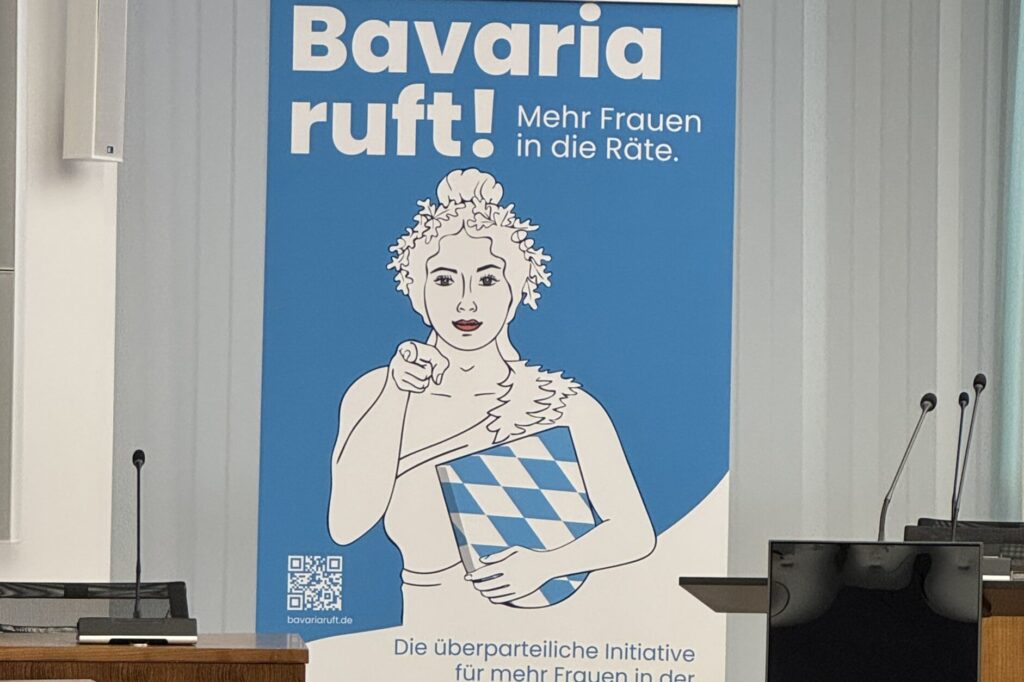 Bavaria
ruft!
Mehr Frauen
in die Räte.
bavariaruft.de
Die überparteiliche Initiative
für mehr Frauen in der